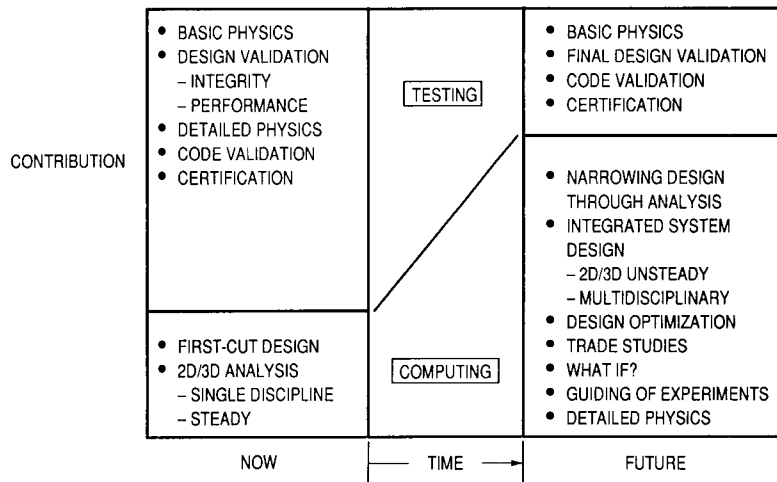 CONTRIBUTION
• BASIC PHYSICS
• DESIGN VALIDATION
– INTEGRITY
– PERFORMANCE
• DETAILED PHYSICS
• CODE VALIDATION
• CERTIFICATION
• FIRST-CUT DESIGN
• 2D/3D ANALYSIS
– SINGLE DISCIPLINE
– STEADY
TESTING
COMPUTING
• BASIC PHYSICS
• FINAL DESIGN VALIDATION
• CODE VALIDATION
• CERTIFICATION
• NARROWING DESIGN
THROUGH ANALYSIS
• INTEGRATED SYSTEM
DESIGN
– 2D/3D UNSTEADY
– MULTIDISCIPLINARY
• DESIGN OPTIMIZATION
• TRADE STUDIES
• WHAT IF?
• GUIDING OF EXPERIMENTS
• DETAILED PHYSICS
NOW
TIME
FUTURE